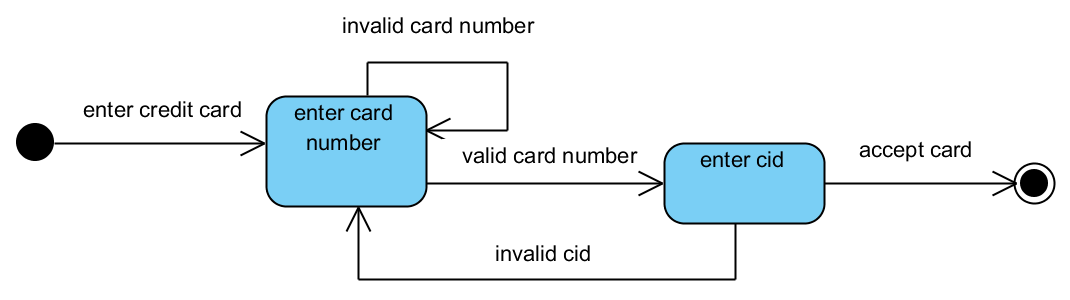 invalid card number
enter credit card
enter card
number
valid card number
enter cid
accept card
invalid cid